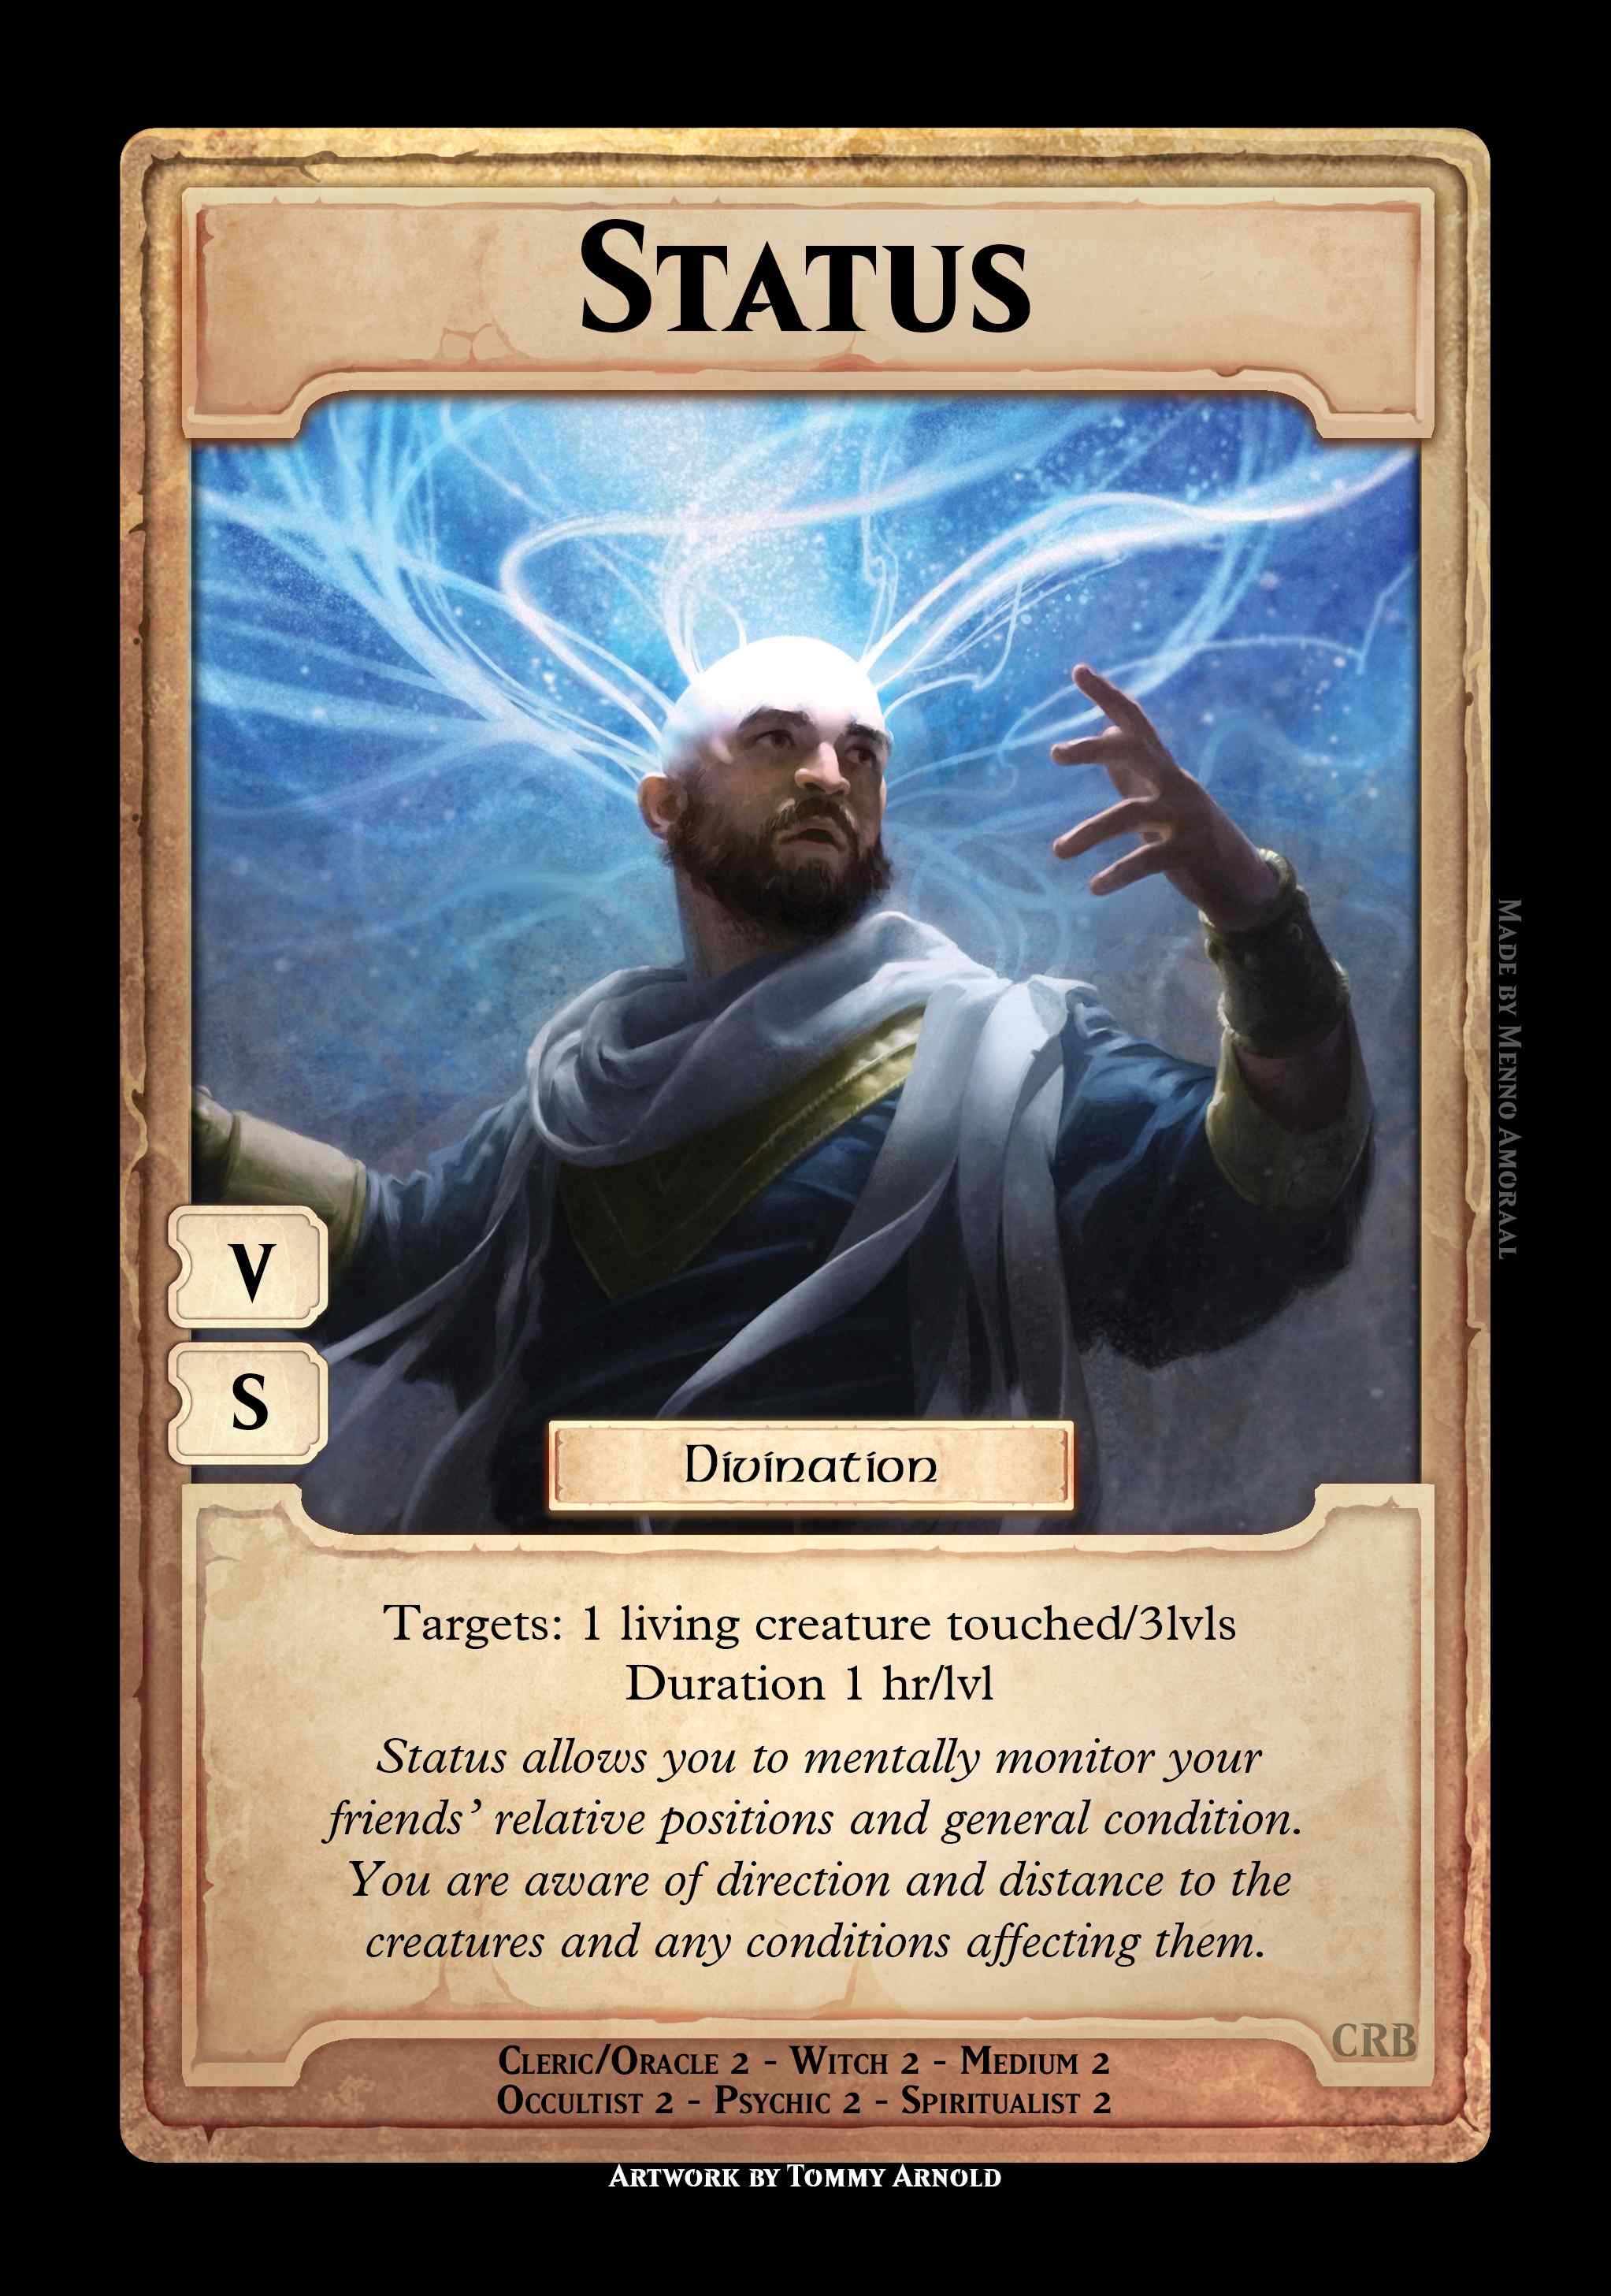 Status
V
S
Divination
Targets: 1 living creature touched/3lvls
Duration 1 hr/lvl
Status allows you to mentally monitor your
friends’ relative positions and general condition.
You are aware of direction and distance to the
creatures and any conditions affecting them.
CRB
Cleric/Oracle 2 - Witch 2 - Medium 2
Occultist 2 - Psychic 2 - Spiritualist 2
Artwork by Tommy Arnold
Made by Menno Amoraal